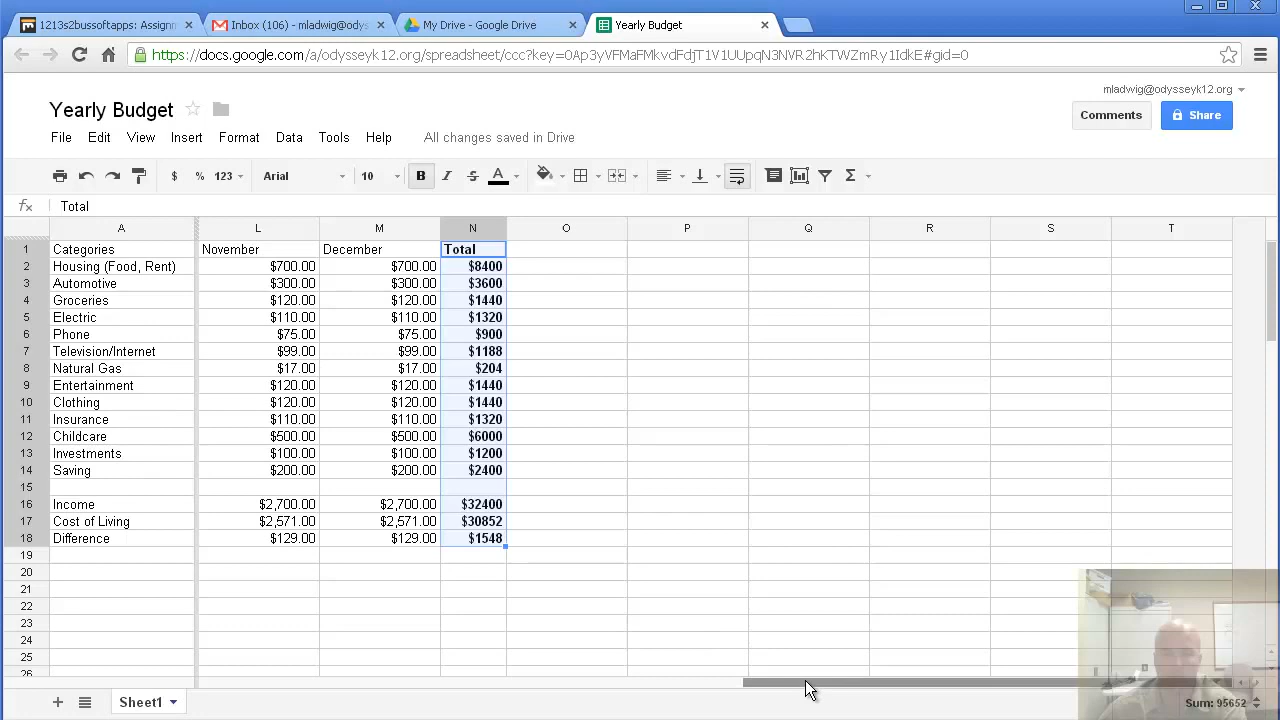 1213s2bussoftapps: Assignm
Inbox (106) - mladwig@odys
My Drive - Google Drive
Yearly Budget
https://docs.google.com/a/odysseyk12.org/spreadsheet/ccc?key=0Ap3yVFMaFMkvdFdjT1V1UUpqN3NVR2hKTWZmRy1IdkE#gid=0
mladwig@odysseyk12.org
Yearly Budget
Comments
Share
File Edit View Insert Format Data Tools Help All changes saved in Drive
$ % 123 Arial 10 B I S A Σ
fx Total
A L M N O P Q R S T
1 Categories November December Total
2 Housing (Food, Rent) $700.00 $700.00 $8400
3 Automotive $300.00 $300.00 $3600
4 Groceries $120.00 $120.00 $1440
5 Electric $110.00 $110.00 $1320
6 Phone $75.00 $75.00 $900
7 Television/Internet $99.00 $99.00 $1188
8 Natural Gas $17.00 $17.00 $204
9 Entertainment $120.00 $120.00 $1440
10 Clothing $120.00 $120.00 $1440
11 Insurance $110.00 $110.00 $1320
12 Childcare $500.00 $500.00 $6000
13 Investments $100.00 $100.00 $1200
14 Saving $200.00 $200.00 $2400
15
16 Income $2,700.00 $2,700.00 $32400
17 Cost of Living $2,571.00 $2,571.00 $30852
18 Difference $129.00 $129.00 $1548
19
20
21
22
23
24
25
26
Sheet1
Sum: 95652